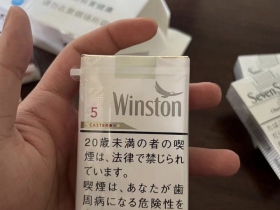 5
Winston
CASTER WHITE
20歳未満の者の喫
煙は、法律で禁じられ
ています。
喫煙は、あなたが歯
周病になる危険性を
Seven